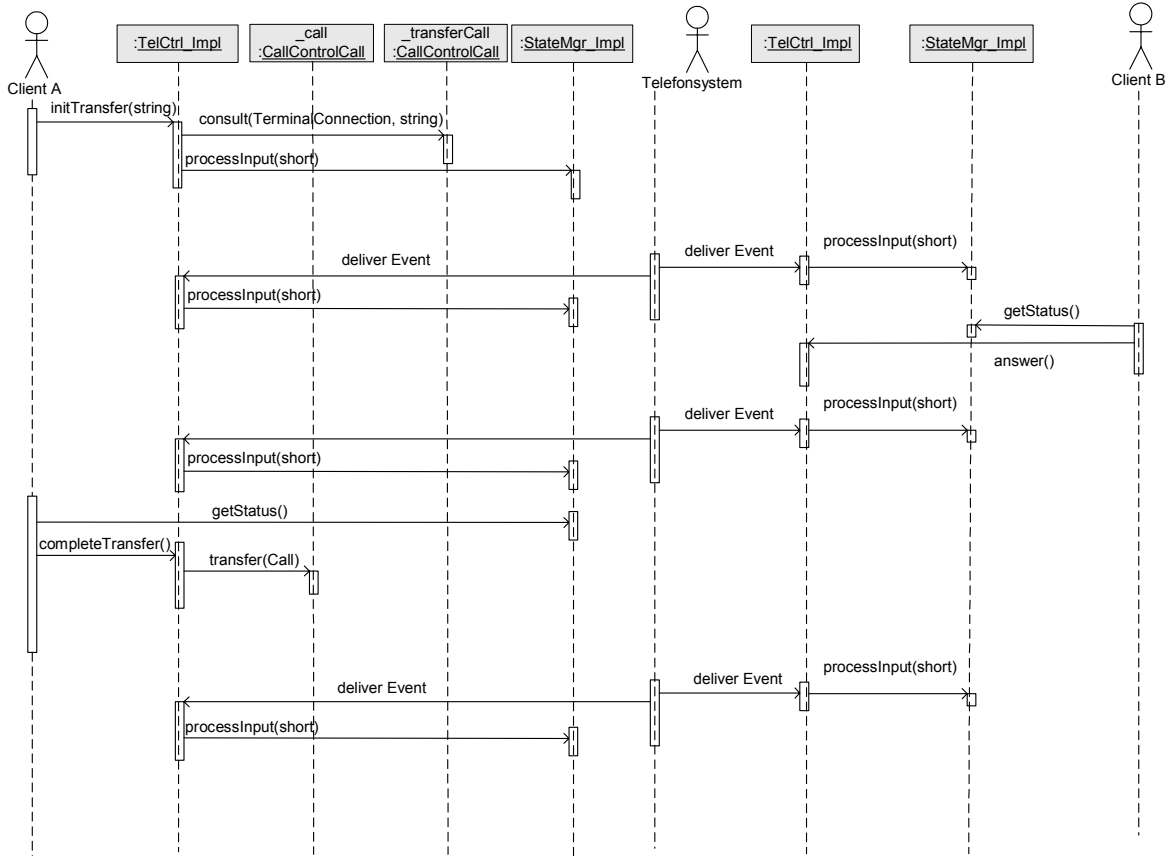 Client A
:TelCtrl_Impl
_call
:CallControlCall
_transferCall
:CallControlCall
:StateMgr_Impl
Telefonsystem
:TelCtrl_Impl
:StateMgr_Impl
Client B
initTransfer(string)
consult(TerminalConnection, string)
processInput(short)
deliver Event
deliver Event
processInput(short)
processInput(short)
getStatus()
answer()
deliver Event
processInput(short)
processInput(short)
getStatus()
completeTransfer()
transfer(Call)
deliver Event
deliver Event
processInput(short)
processInput(short)